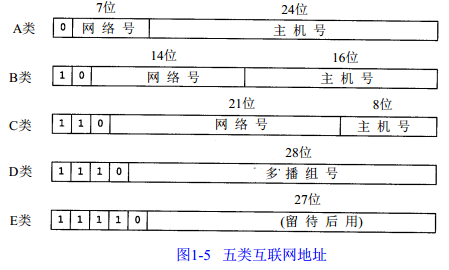 7位 24位
A类 0 网络号 主机号
14位 16位
B类 1 0 网络号 主机号
21位 8位
C类 1 1 0 网络号 主机号
28位
D类 1 1 1 0 多播组号
27位
E类 1 1 1 1 0 (留待后用)
图1-5 五类互联网地址